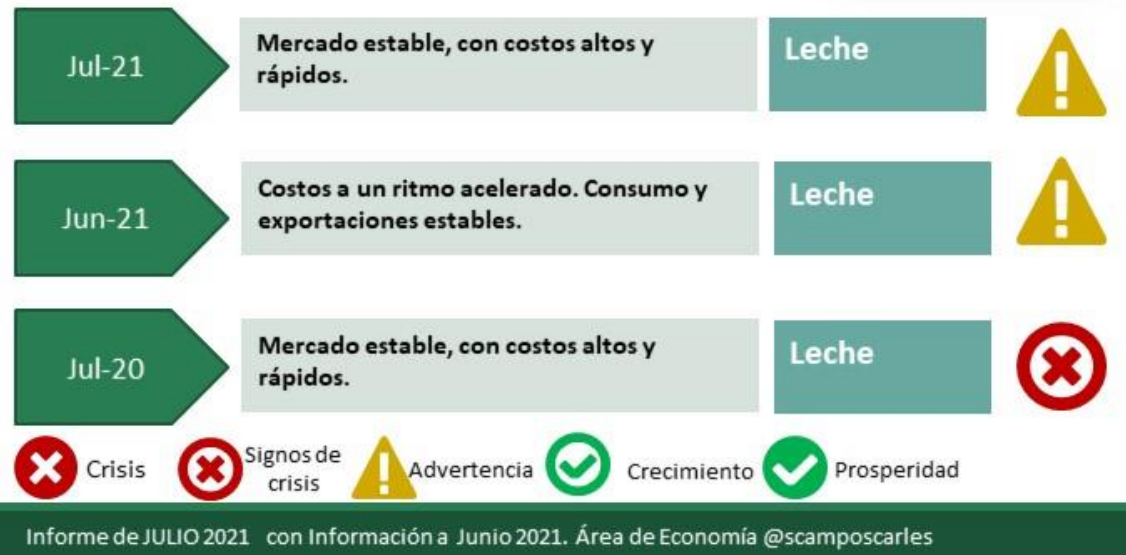 Jul-21
Mercado estable, con costos altos y
rápidos.
Leche
Jun-21
Costos a un ritmo acelerado. Consumo y
exportaciones estables.
Leche
Jul-20
Mercado estable, con costos altos y
rápidos.
Leche
Crisis
Signos de
crisis
Advertencia
Crecimiento
Prosperidad
Informe de JULIO 2021 con Información a Junio 2021. Área de Economía @scamposcarles